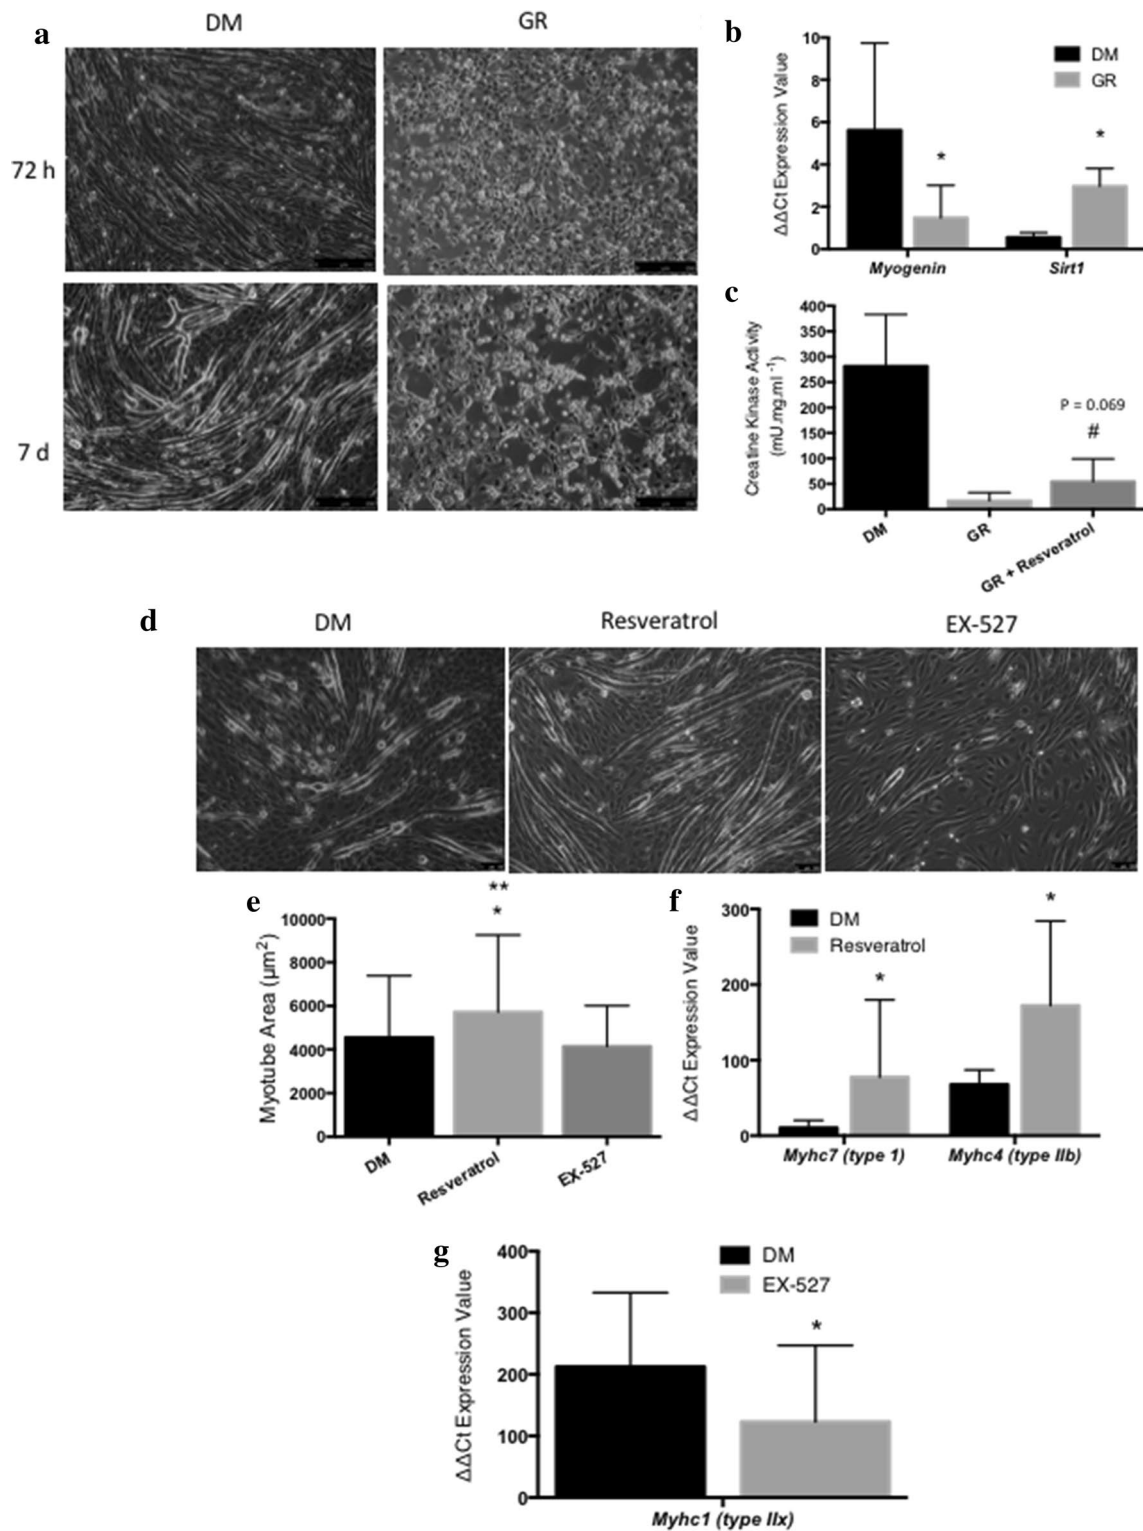 a
DM
GR
72 h
7 d
b
ΔΔCt Expression Value
10
8
6
4
2
0
DM
GR
*
*
Myogenin
Sirt1
c
Creatine Kinase Activity
(mU.mg.ml⁻¹)
400
350
300
250
200
150
100
50
0
P = 0.069
#
DM
GR
GR + Resveratrol
d
DM
Resveratrol
EX-527
e
Myotube Area (µm²)
10000
8000
6000
4000
2000
0
**
*
DM
Resveratrol
EX-527
f
ΔΔCt Expression Value
300
200
100
0
DM
Resveratrol
*
*
Myhc7 (type 1)
Myhc4 (type IIb)
g
ΔΔCt Expression Value
400
300
200
100
0
DM
EX-527
*
Myhc1 (type IIx)